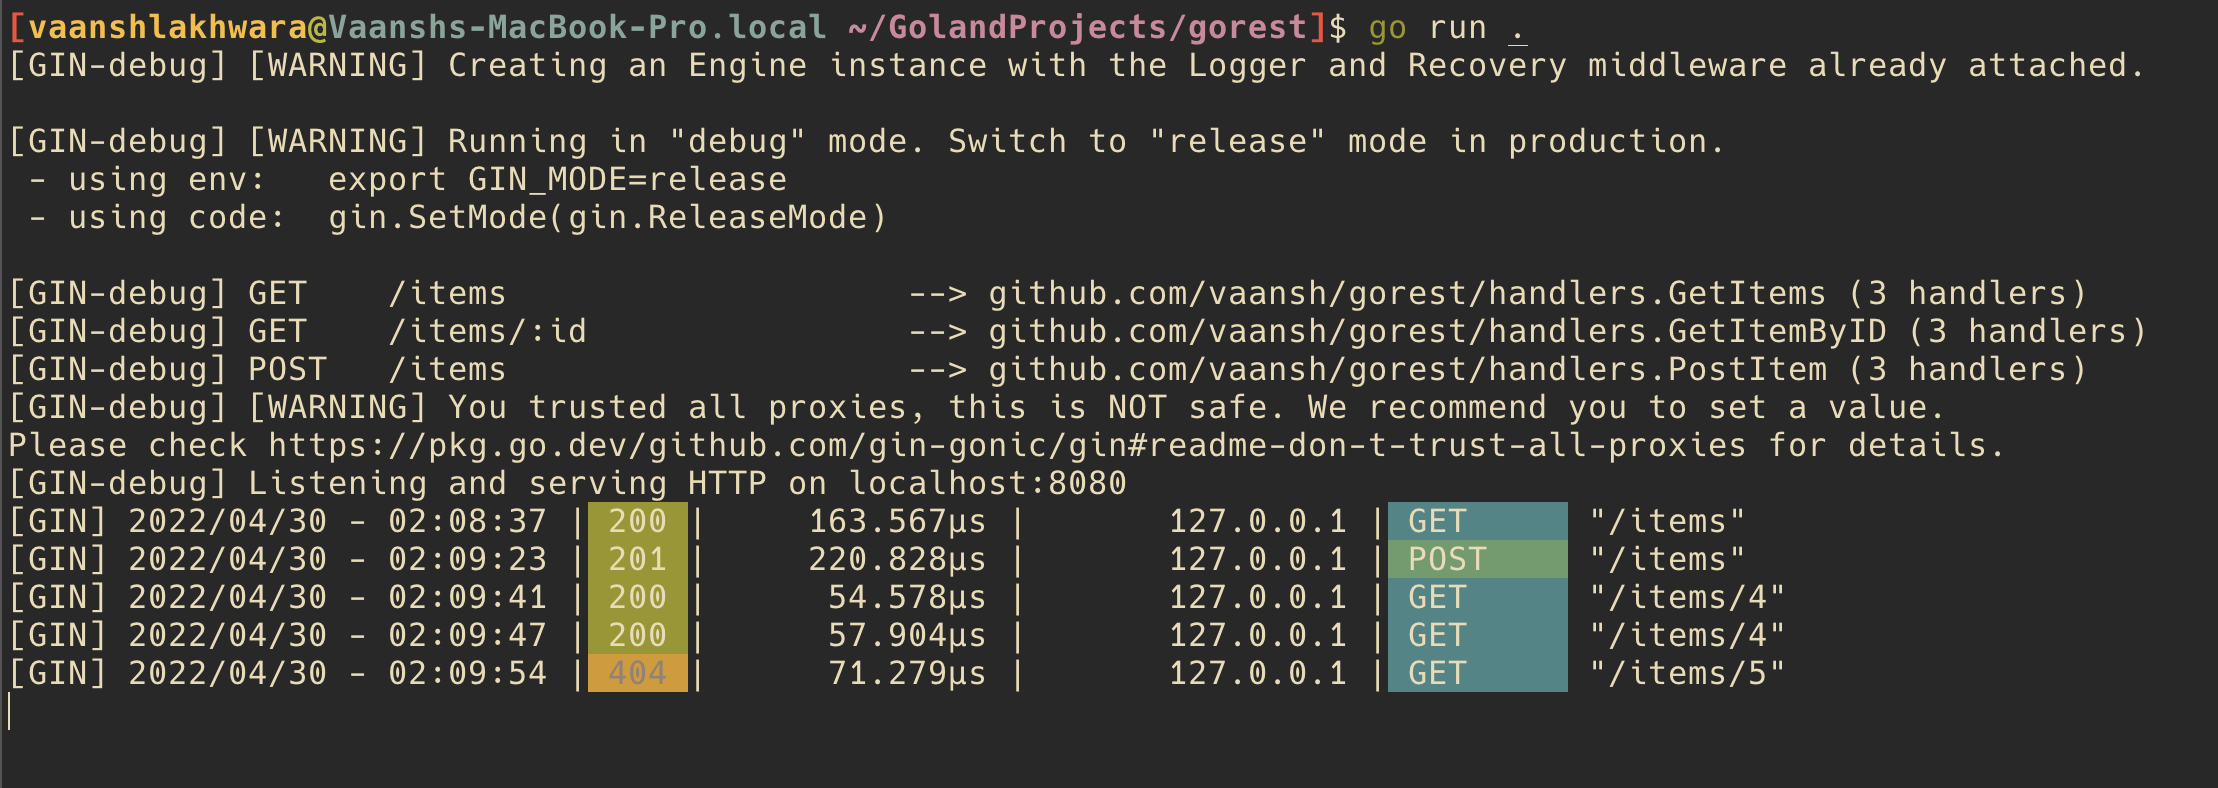 [vaanshlakhwara@Vaanshs-MacBook-Pro.local ~/GolandProjects/gorest]$ go run .
[GIN-debug] [WARNING] Creating an Engine instance with the Logger and Recovery middleware already attached.
[GIN-debug] [WARNING] Running in "debug" mode. Switch to "release" mode in production.
 - using env:   export GIN_MODE=release
 - using code:  gin.SetMode(gin.ReleaseMode)
[GIN-debug] GET    /items                    --> github.com/vaansh/gorest/handlers.GetItems (3 handlers)
[GIN-debug] GET    /items/:id                --> github.com/vaansh/gorest/handlers.GetItemByID (3 handlers)
[GIN-debug] POST   /items                    --> github.com/vaansh/gorest/handlers.PostItem (3 handlers)
[GIN-debug] [WARNING] You trusted all proxies, this is NOT safe. We recommend you to set a value.
Please check https://pkg.go.dev/github.com/gin-gonic/gin#readme-don-t-trust-all-proxies for details.
[GIN-debug] Listening and serving HTTP on localhost:8080
[GIN] 2022/04/30 - 02:08:37 | 200 |     163.567µs |       127.0.0.1 | GET      "/items"
[GIN] 2022/04/30 - 02:09:23 | 201 |     220.828µs |       127.0.0.1 | POST     "/items"
[GIN] 2022/04/30 - 02:09:41 | 200 |      54.578µs |       127.0.0.1 | GET      "/items/4"
[GIN] 2022/04/30 - 02:09:47 | 200 |      57.904µs |       127.0.0.1 | GET      "/items/4"
[GIN] 2022/04/30 - 02:09:54 | 404 |      71.279µs |       127.0.0.1 | GET      "/items/5"